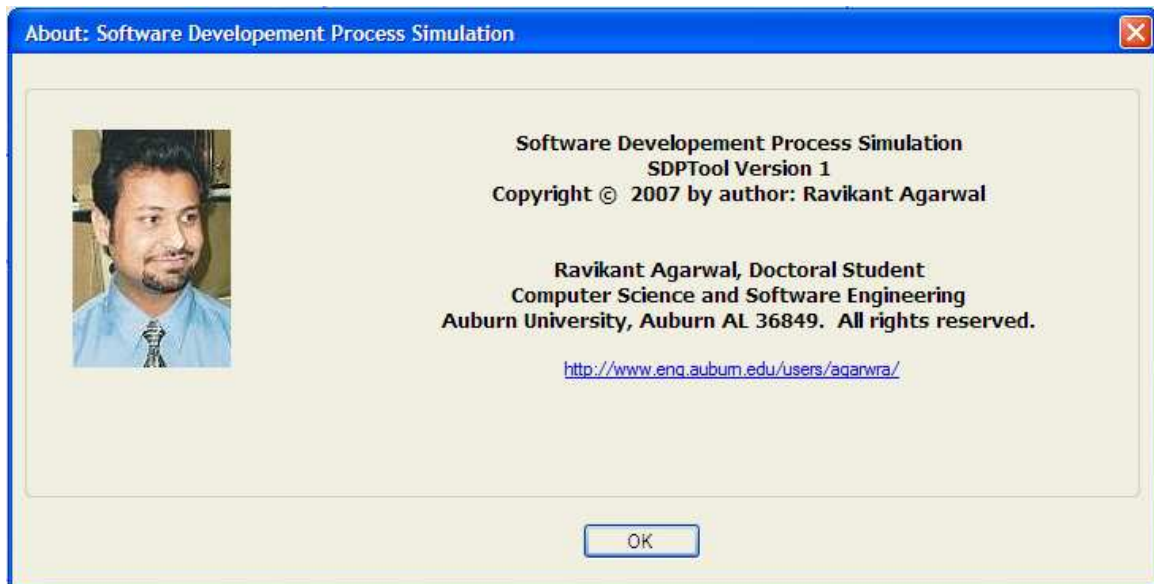 About: Software Developement Process Simulation
Software Developement Process Simulation
SDPTool Version 1
Copyright © 2007 by author: Ravikant Agarwal
Ravikant Agarwal, Doctoral Student
Computer Science and Software Engineering
Auburn University, Auburn AL 36849. All rights reserved.
http://www.eng.auburn.edu/users/agarwra/
OK